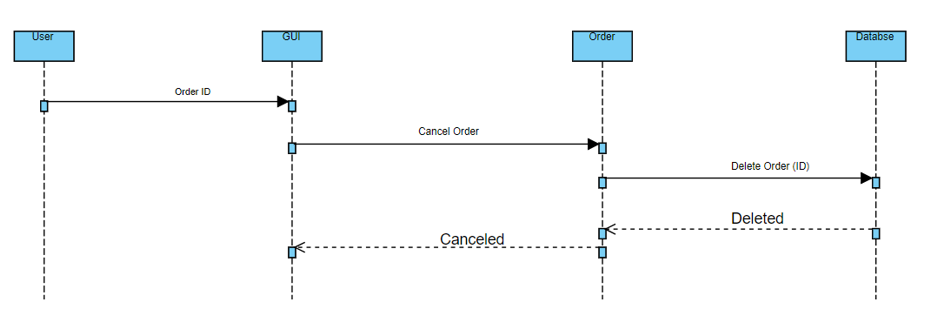 User
GUI
Order
Databse
Order ID
Cancel Order
Delete Order (ID)
Deleted
Canceled